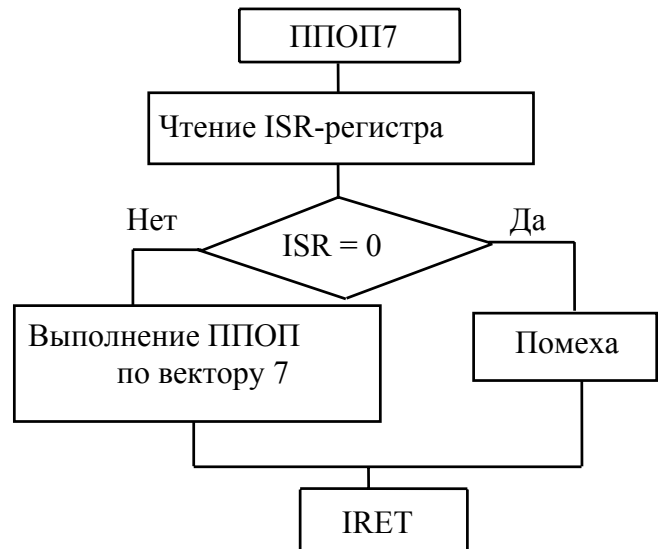 ППОП7
Чтение ISR-регистра
Нет
Да
ISR = 0
Выполнение ППОП
по вектору 7
Помеха
IRET